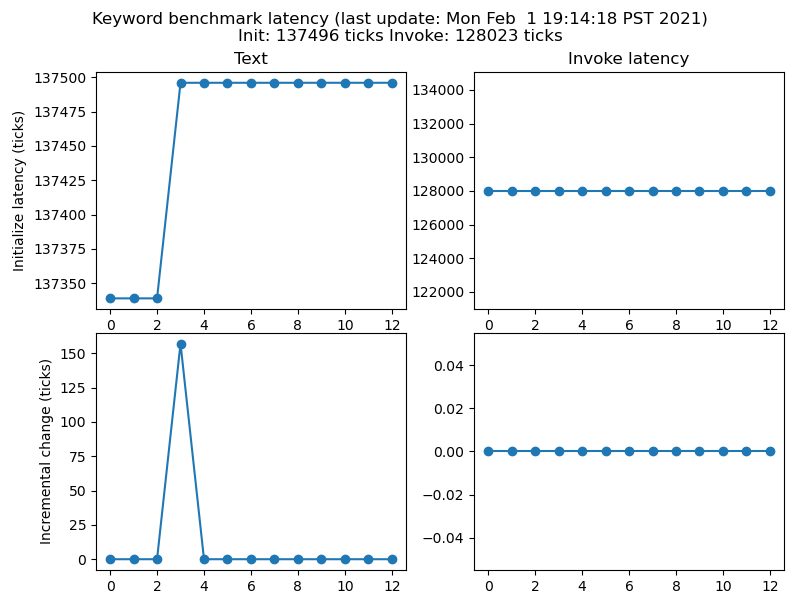 Keyword benchmark latency (last update: Mon Feb  1 19:14:18 PST 2021)
Init: 137496 ticks Invoke: 128023 ticks
Text
Initialize latency (ticks)
137500
137475
137450
137425
137400
137375
137350
0 2 4 6 8 10 12
Invoke latency
134000
132000
130000
128000
126000
124000
122000
0 2 4 6 8 10 12
Incremental change (ticks)
150
125
100
75
50
25
0
0 2 4 6 8 10 12
0.04
0.02
0.00
−0.02
−0.04
0 2 4 6 8 10 12